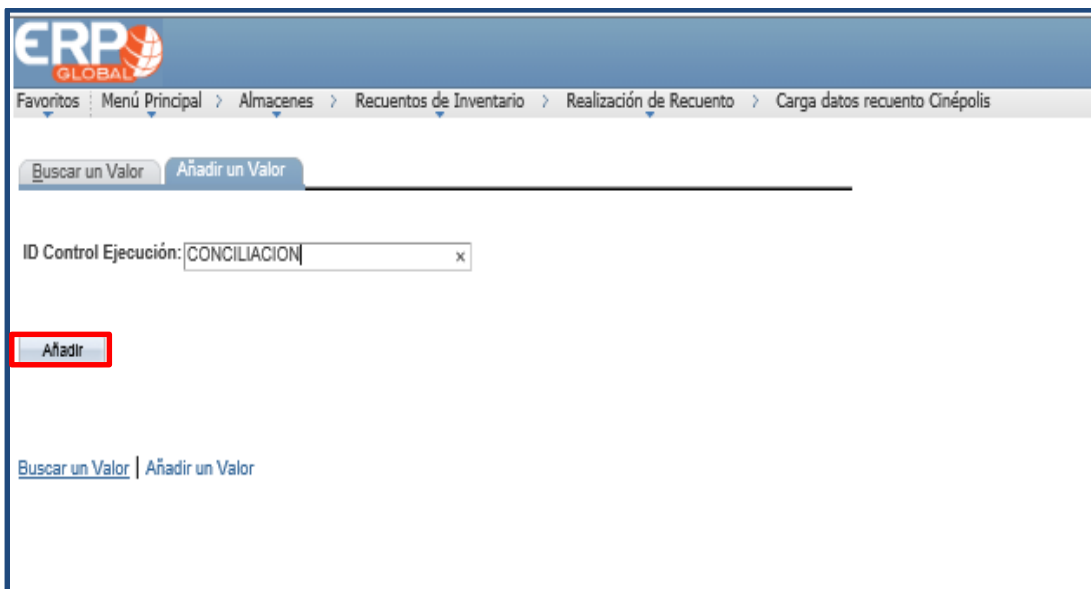 ERP
GLOBAL
Favoritos Menú Principal > Almacenes > Recuentos de Inventario > Realización de Recuento > Carga datos recuento Cinépolis
Buscar un Valor Añadir un Valor
ID Control Ejecución: CONCILIACION x
Añadir
Buscar un Valor | Añadir un Valor